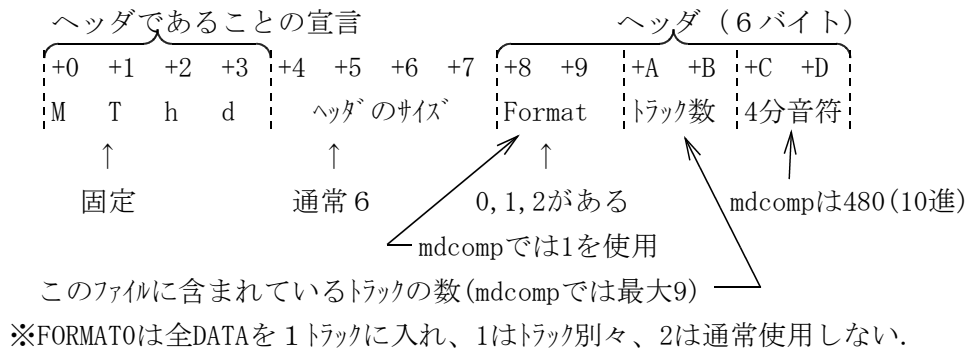 ヘッダであることの宣言 ヘッダ（６バイト）
+0 +1 +2 +3 +4 +5 +6 +7 +8 +9 +A +B +C +D
M T h d ﾍｯﾀﾞのｻｲｽﾞ Format ﾄﾗｯｸ数 4分音符
↑ ↑ ↑
固定 通常６ 0,1,2がある mdcompは480(10進)
mdcompでは1を使用
このﾌｧｲﾙに含まれているﾄﾗｯｸの数(mdcompでは最大9)
※FORMAT0は全DATAを１ﾄﾗｯｸに入れ、1はﾄﾗｯｸ別々、2は通常使用しない.